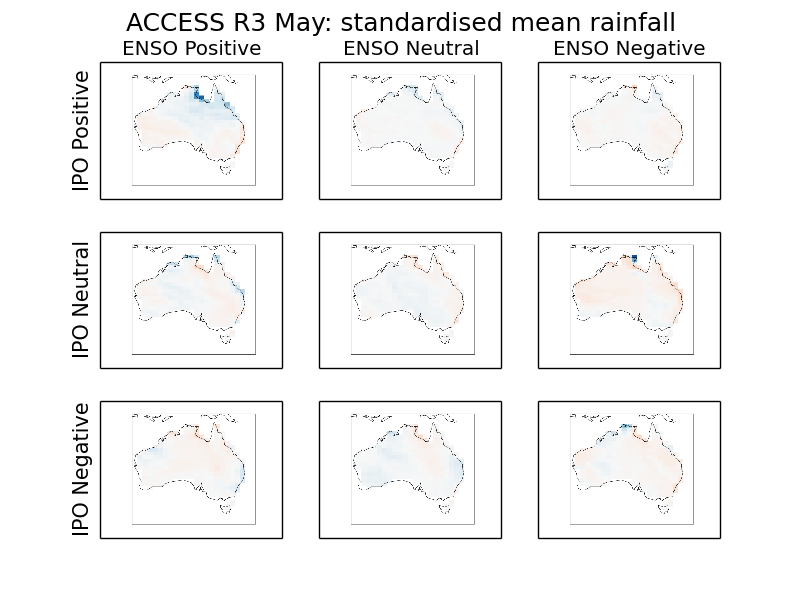 ACCESS R3 May: standardised mean rainfall
ENSO Positive
ENSO Neutral
ENSO Negative
IPO Positive
IPO Neutral
IPO Negative